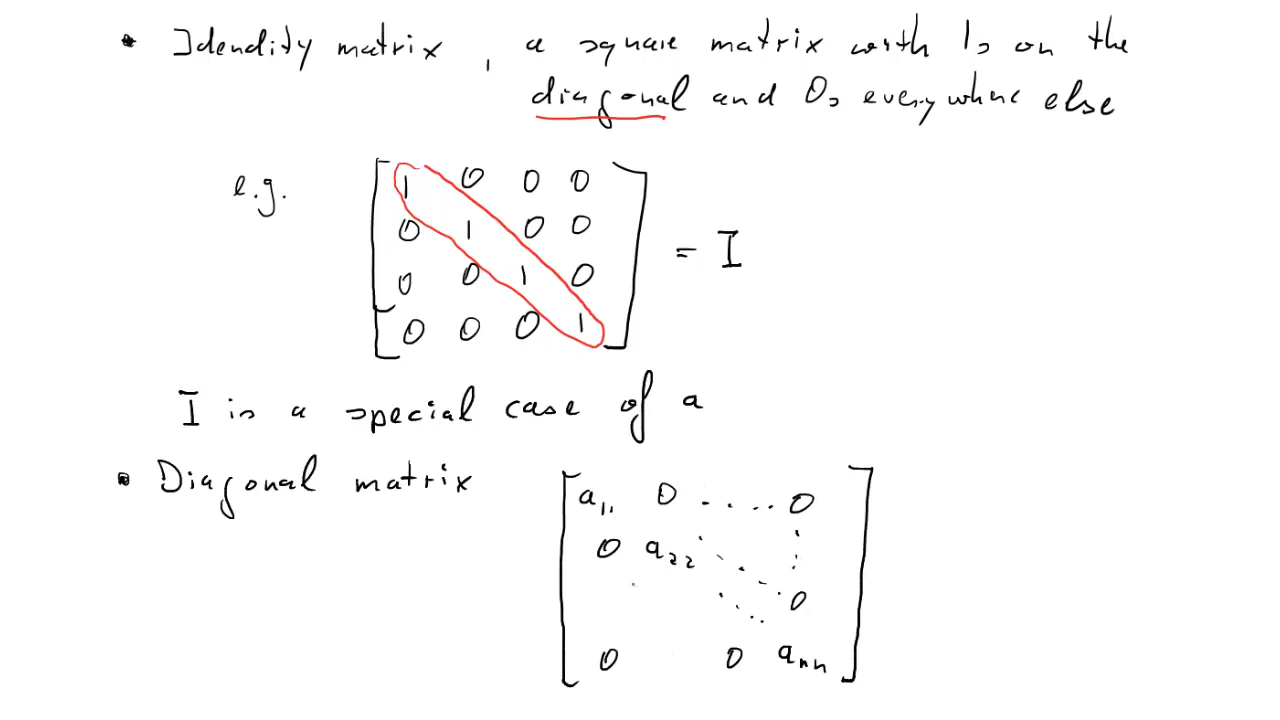 • Idendity matrix, a square matrix with 1s on the
diagonal and 0s everywhere else
e.g.
1 0 0 0
0 1 0 0
0 0 1 0 = I
0 0 0 1
I is a special case of a
• Diagonal matrix
a₁₁ 0 . . . . . 0
0 a₂₂ . . . . :
. . . . . 0
0 0 aₙₙ